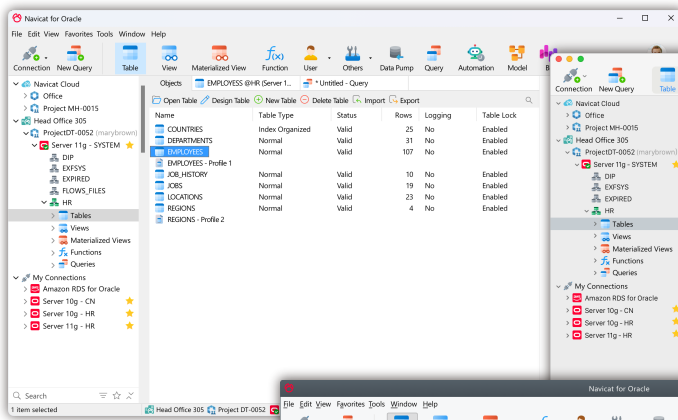 Navicat for Oracle
File Edit View Favorites Tools Window Help
Connection New Query Table View Materialized View Function User Others Data Pump Query Automation Model
Objects EMPLOYESS @HR (Server 1... * Untitled - Query
Open Table Design Table New Table Delete Table Import Export
Name Table Type Status Rows Logging Table Lock
COUNTRIES Index Organized Valid 25 No Enabled
DEPARTMENTS Normal Valid 31 No Enabled
EMPLOYEES Normal Valid 107 No Enabled
EMPLOYEES - Profile 1
JOB_HISTORY Normal Valid 10 No Enabled
JOBS Normal Valid 19 No Enabled
LOCATIONS Normal Valid 23 No Enabled
REGIONS Normal Valid 4 No Enabled
REGIONS - Profile 2
Navicat Cloud
Office
Project MH-0015
Head Office 305
ProjectDT-0052 (marybrown)
Server 11g - SYSTEM
DIP
EXFSYS
EXPIRED
FLOWS_FILES
HR
Tables
Views
Materialized Views
Functions
Queries
My Connections
Amazon RDS for Oracle
Server 10g - CN
Server 10g - HR
Server 11g - HR
Search
1 item selected
Head Office 305 Project DT-0052
Connection New Query Table
Navicat Cloud
Office
Project MH-0015
Head Office 305
ProjectDT-0052 (marybrown)
Server 11g - SYSTEM
DIP
EXFSYS
EXPIRED
HR
Tables
Views
Materialized Views
Functions
Queries
My Connections
Amazon RDS for Oracle
Server 10g - CN
Server 10g - HR
Server 11g - HR
Navicat for Oracle
File Edit View Favorites Tools Window Help